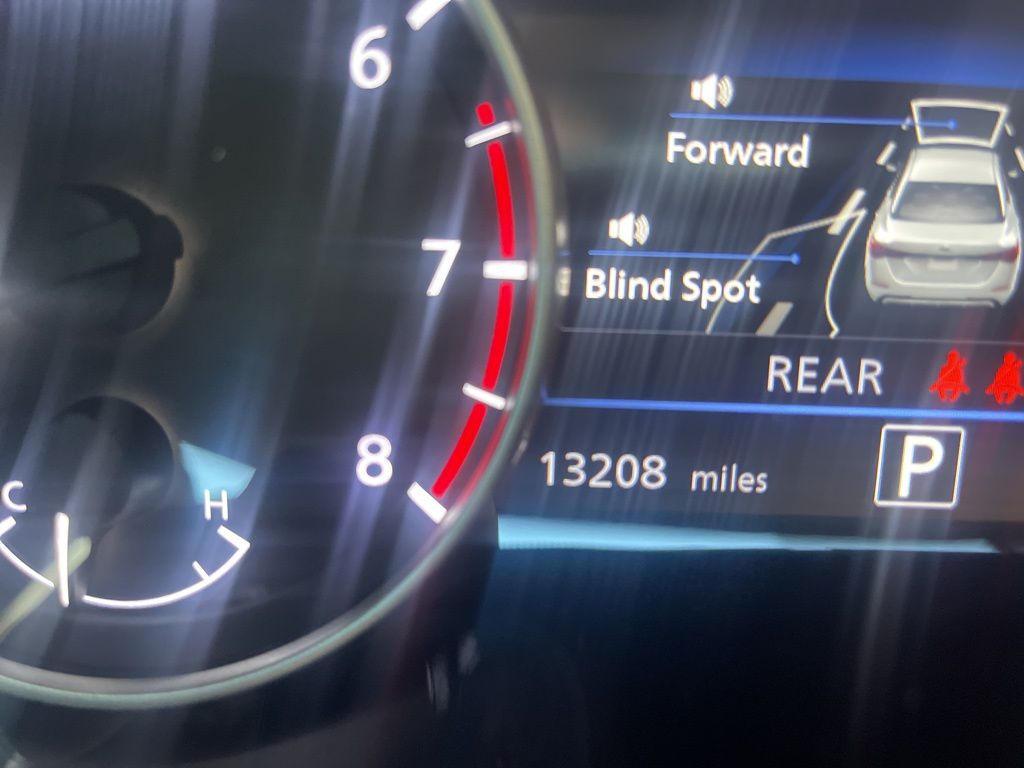 6
Forward
7
Blind Spot
REAR
8
13208 miles
P
C
H